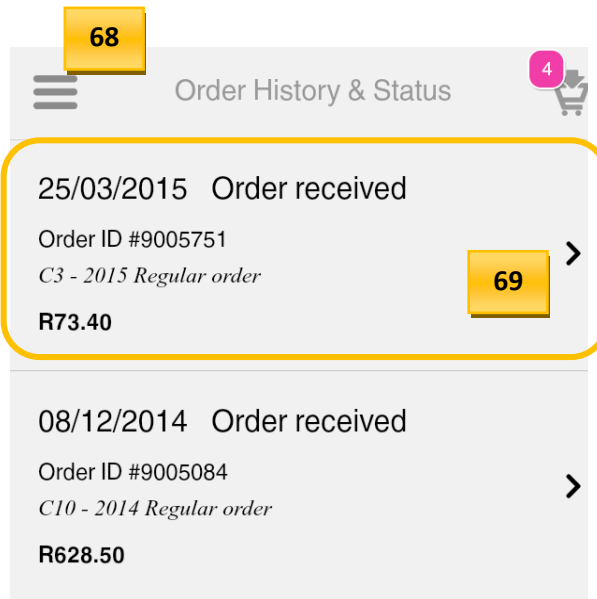 68
Order History & Status
4
25/03/2015 Order received
Order ID #9005751
C3 - 2015 Regular order
69
R73.40
08/12/2014 Order received
Order ID #9005084
C10 - 2014 Regular order
R628.50